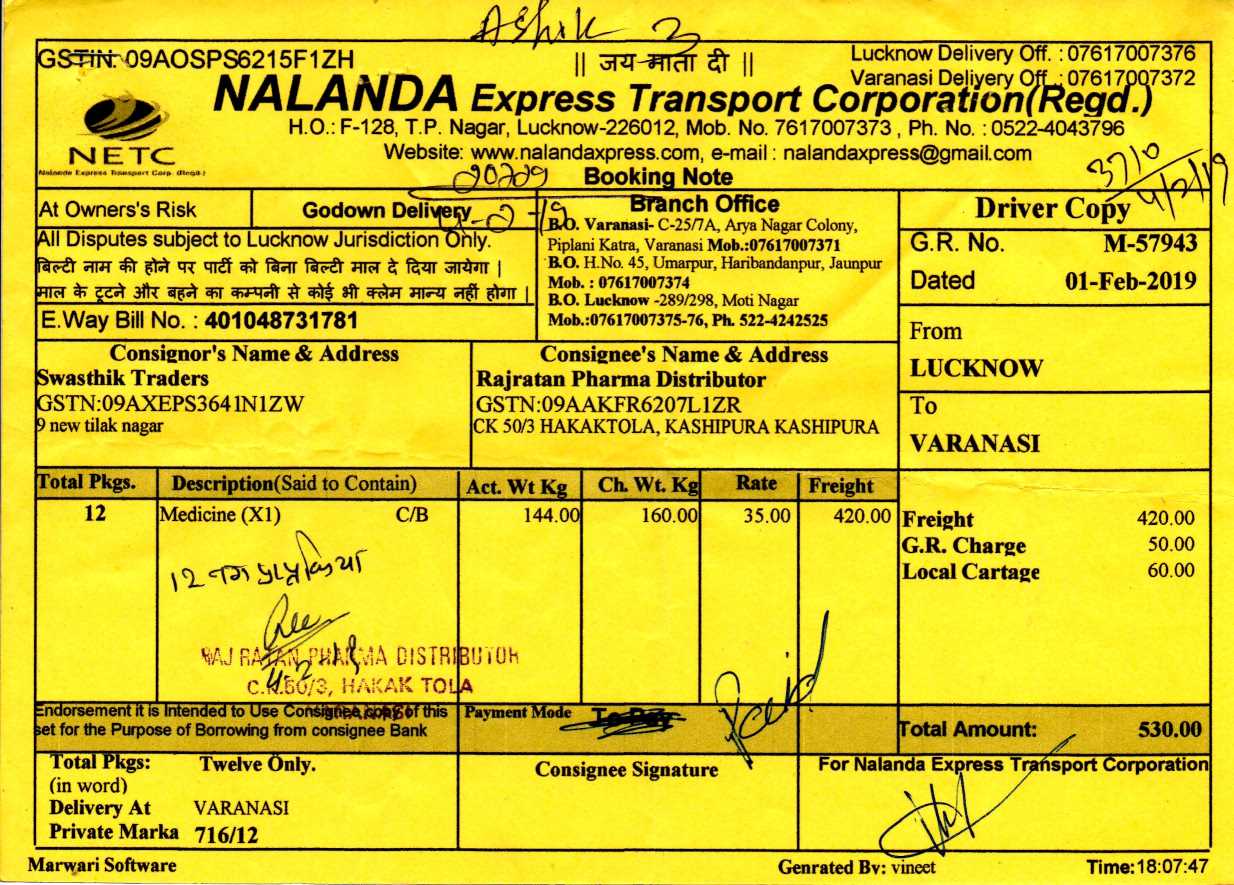 Ashik 3
GSTIN: 09AOSPS6215F1ZH
|| जय माता दी ||
Lucknow Delivery Off. : 07617007376
Varanasi Deliyery Off. : 07617007372
NALANDA Express Transport Corporation(Regd.)
H.O.: F-128, T.P. Nagar, Lucknow-226012, Mob. No. 7617007373 , Ph. No. : 0522-4043796
NETC
Nalanda Express Transport Corp. (Regd.)
Website: www.nalandaxpress.com, e-mail : nalandaxpress@gmail.com
20729
Booking Note
3710
4/2/19
At Owners's Risk
Godown Delivery
4-2-19
All Disputes subject to Lucknow Jurisdiction Only.
बिल्टी नाम की होने पर पार्टी को बिना बिल्टी माल दे दिया जायेगा |
माल के टूटने और बहने का कम्पनी से कोई भी क्लेम मान्य नहीं होगा |
E.Way Bill No. : 401048731781
Branch Office
B.O. Varanasi- C-25/7A, Arya Nagar Colony,
Piplani Katra, Varanasi Mob.:07617007371
B.O. H.No. 45, Umarpur, Haribandanpur, Jaunpur
Mob. : 07617007374
B.O. Lucknow -289/298, Moti Nagar
Mob.:07617007375-76, Ph. 522-4242525
Driver Copy
G.R. No. M-57943
Dated 01-Feb-2019
From
LUCKNOW
To
VARANASI
Consignor's Name & Address
Swasthik Traders
GSTN:09AXEPS3641N1ZW
9 new tilak nagar
Consignee's Name & Address
Rajratan Pharma Distributor
GSTN:09AAKFR6207L1ZR
CK 50/3 HAKAKTOLA, KASHIPURA KASHIPURA
Total Pkgs. Description(Said to Contain) Act. Wt Kg Ch. Wt. Kg Rate Freight
12 Medicine (X1) C/B 144.00 160.00 35.00 420.00
Freight 420.00
G.R. Charge 50.00
Local Cartage 60.00
12 नग प्राप्त किया
4-2-19
RAJ RATAN PHARMA DISTRIBUTOR
C.K.50/3, HAKAK TOLA
Endorsement it is Intended to Use Consignee copy of this
set for the Purpose of Borrowing from consignee Bank
Payment Mode To Pay
Paid
Total Amount: 530.00
Total Pkgs: Twelve Only.
(in word)
Delivery At VARANASI
Private Marka 716/12
Consignee Signature
For Nalanda Express Transport Corporation
Marwari Software
Genrated By: vineet
Time:18:07:47